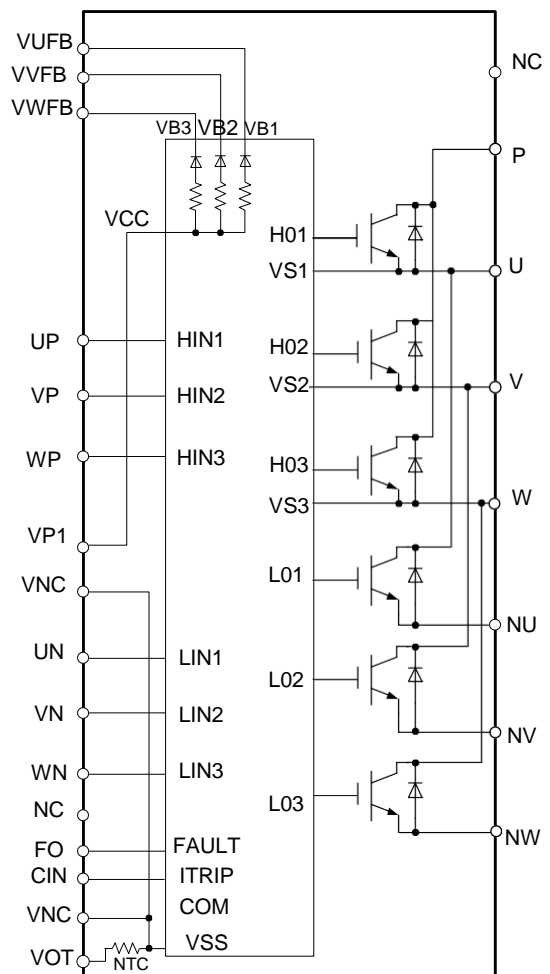 VUFB
VVFB
VWFB
NC
VB3 VB2 VB1
P
VCC
H01
VS1
U
UP
HIN1
H02
VP
HIN2
VS2
V
WP
HIN3
H03
VS3
W
VP1
VNC
L01
NU
UN
LIN1
L02
VN
LIN2
NV
WN
LIN3
L03
NC
NW
FO
FAULT
CIN
ITRIP
COM
VNC
VSS
VOT
NTC